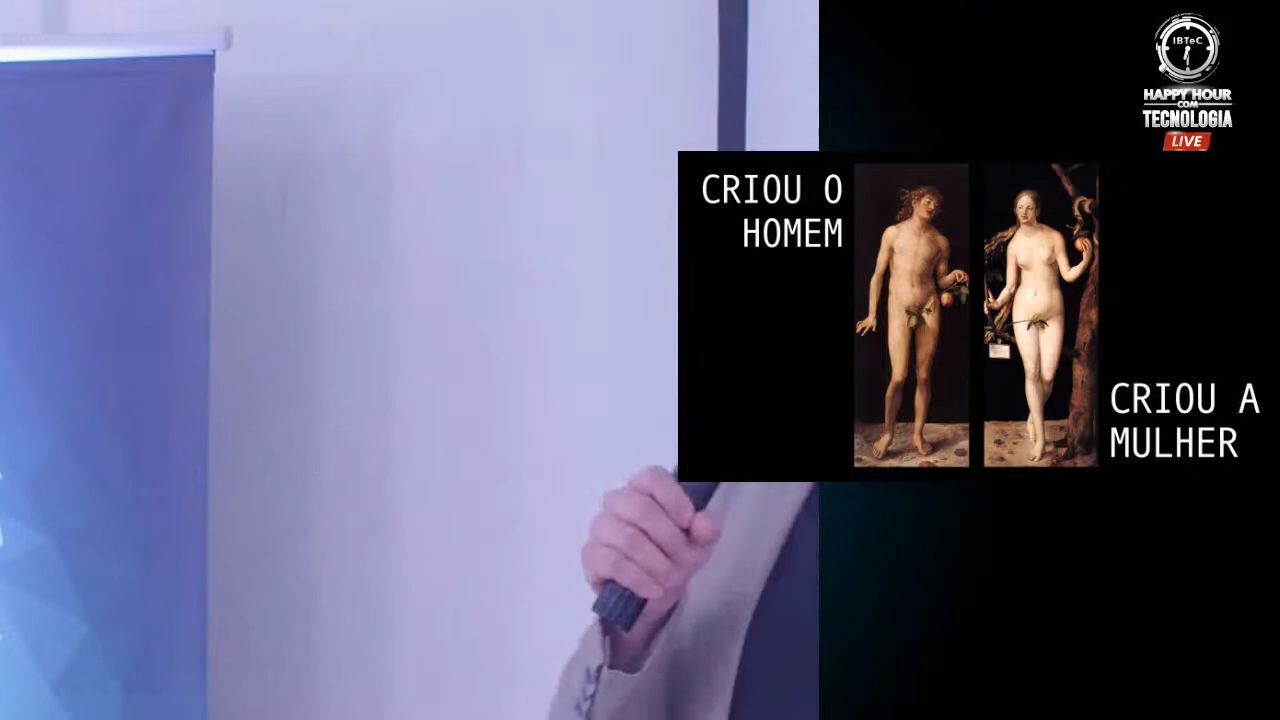 IBTeC
HAPPY HOUR
COM
TECNOLOGIA
LIVE
CRIOU O
HOMEM
CRIOU A
MULHER